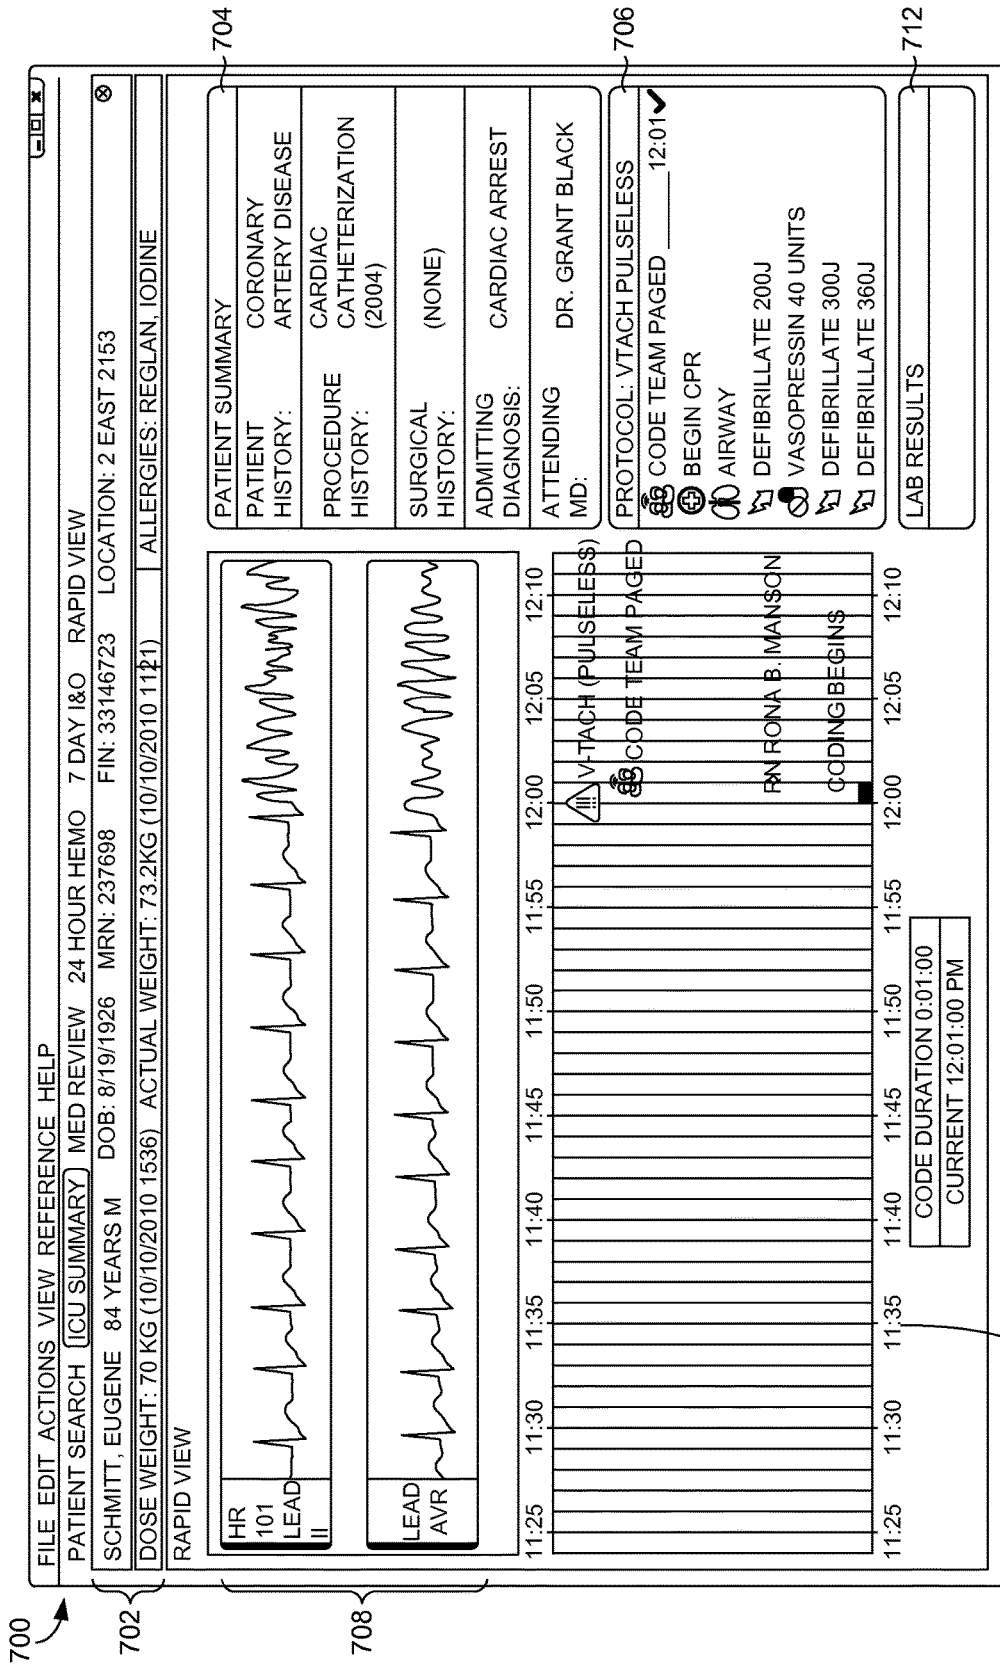 700
FILE EDIT ACTIONS VIEW REFERENCE HELP
PATIENT SEARCH ICU SUMMARY MED REVIEW 24 HOUR HEMO 7 DAY I&O RAPID VIEW
702
SCHMITT, EUGENE 84 YEARS M DOB: 8/19/1926 MRN: 237698 FIN: 33146723 LOCATION: 2 EAST 2153
DOSE WEIGHT: 70 KG (10/10/2010 1536) ACTUAL WEIGHT: 73.2KG (10/10/2010 1121) ALLERGIES: REGLAN, IODINE
RAPID VIEW
708
HR
101
LEAD
II
LEAD
AVR
704
PATIENT SUMMARY
PATIENT HISTORY: CORONARY ARTERY DISEASE
PROCEDURE HISTORY: CARDIAC CATHETERIZATION (2004)
SURGICAL HISTORY: (NONE)
ADMITTING DIAGNOSIS: CARDIAC ARREST
ATTENDING MD: DR. GRANT BLACK
11:25 11:30 11:35 11:40 11:45 11:50 11:55 12:00 12:05 12:10
V-TACH (PULSELESS)
CODE TEAM PAGED
RN RONA B. MANSON
CODING BEGINS
11:25 11:30 11:35 11:40 11:45 11:50 11:55 12:00 12:05 12:10
706
PROTOCOL: VTACH PULSELESS
CODE TEAM PAGED 12:01
BEGIN CPR
AIRWAY
DEFIBRILLATE 200J
VASOPRESSIN 40 UNITS
DEFIBRILLATE 300J
DEFIBRILLATE 360J
712
LAB RESULTS
CODE DURATION 0:01:00
CURRENT 12:01:00 PM